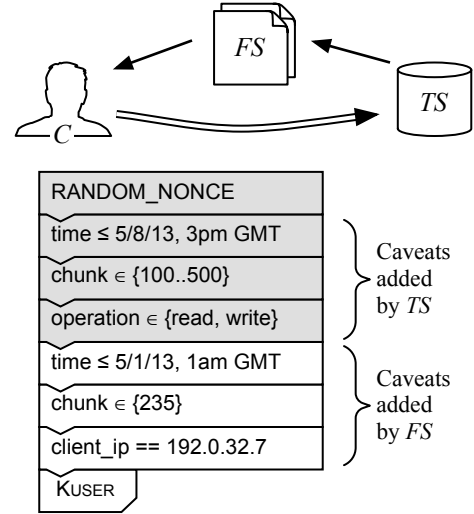 FS
TS
C
RANDOM_NONCE
time ≤ 5/8/13, 3pm GMT
chunk ∈ {100..500}
operation ∈ {read, write}
Caveats
added
by TS
time ≤ 5/1/13, 1am GMT
chunk ∈ {235}
client_ip == 192.0.32.7
Caveats
added
by FS
KUSER